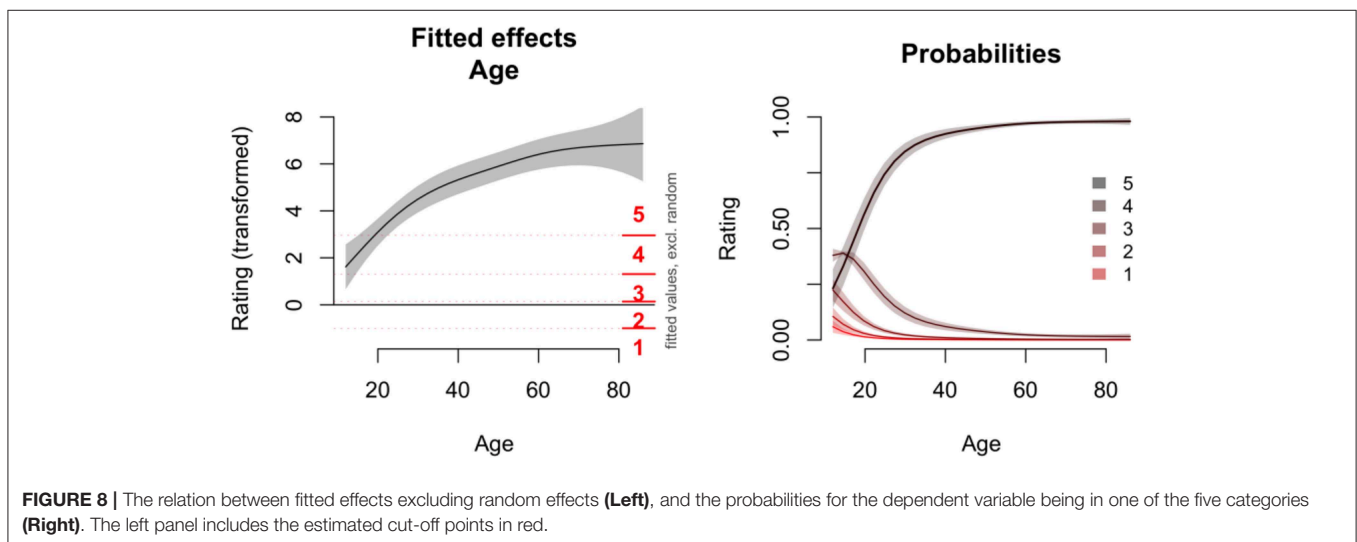 Fitted effects
Age
Rating (transformed)
8
6
4
2
0
5
4
3
2
1
fitted values, excl. random
20 40 60 80
Age
Probabilities
Rating
1.00
0.50
0.00
5
4
3
2
1
20 40 60 80
Age
FIGURE 8 | The relation between fitted effects excluding random effects (Left), and the probabilities for the dependent variable being in one of the five categories
(Right). The left panel includes the estimated cut-off points in red.